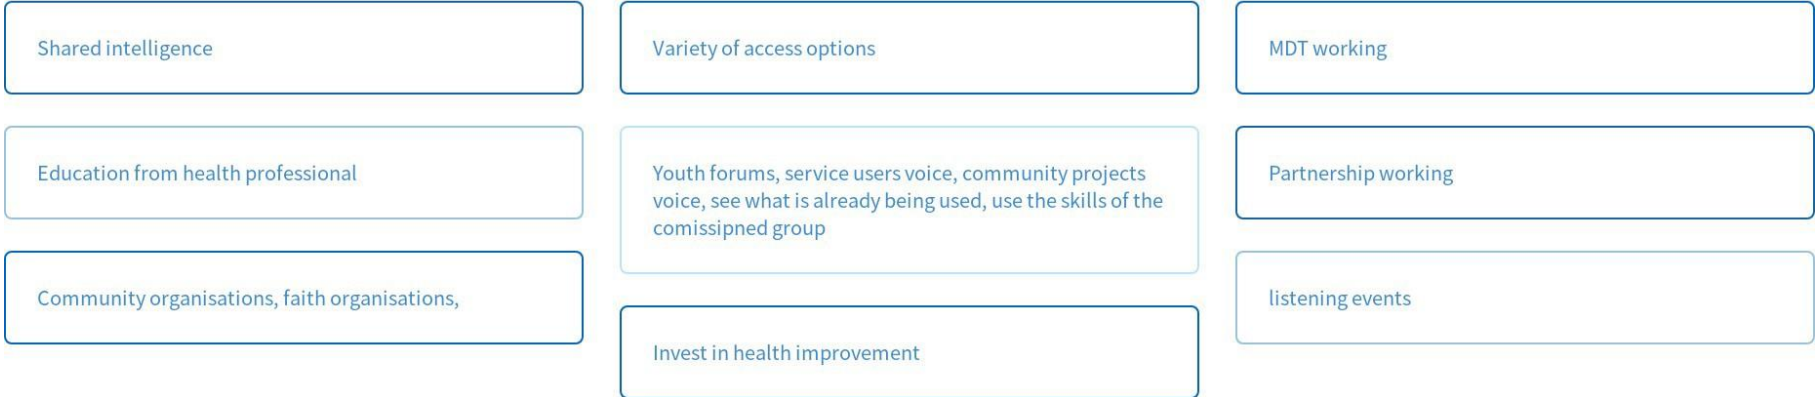 Shared intelligence
Variety of access options
MDT working
Education from health professional
Youth forums, service users voice, community projects
voice, see what is already being used, use the skills of the
comissipned group
Partnership working
Community organisations, faith organisations,
listening events
Invest in health improvement